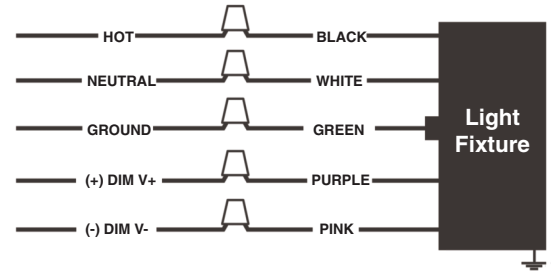 HOT BLACK
NEUTRAL WHITE
GROUND GREEN
(+) DIM V+ PURPLE
(-) DIM V- PINK
Light
Fixture